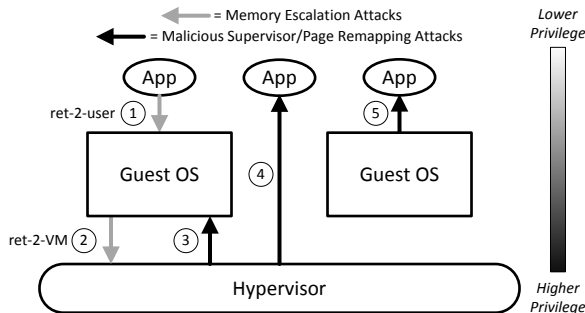 = Memory Escalation Attacks
= Malicious Supervisor/Page Remapping Attacks
Lower
Privilege
App
App
App
ret-2-user
1
5
Guest OS
Guest OS
4
ret-2-VM
2
3
Hypervisor
Higher
Privilege